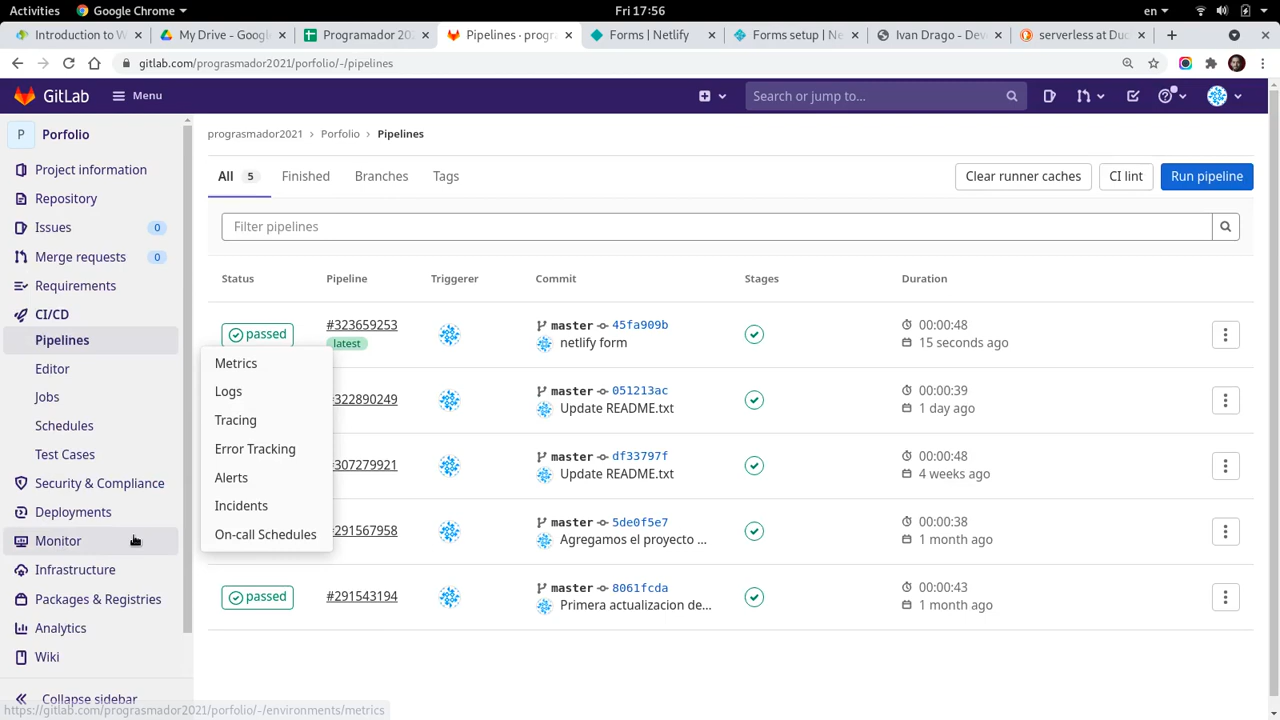 Activities Google Chrome Fri 17:56 en
Introduction to W
My Drive - Google
Programador 202
Pipelines · progra
Forms | Netlify
Forms setup | Ne
Ivan Drago - Dev
serverless at Duc
gitlab.com/prograsmador2021/porfolio/-/pipelines
GitLab Menu Search or jump to...
P Porfolio
Project information
Repository
Issues 0
Merge requests 0
Requirements
CI/CD
Pipelines
Editor
Jobs
Schedules
Test Cases
Security & Compliance
Deployments
Monitor
Infrastructure
Packages & Registries
Analytics
Wiki
Collapse sidebar
Metrics
Logs
Tracing
Error Tracking
Alerts
Incidents
On-call Schedules
prograsmador2021 › Porfolio › Pipelines
All 5 Finished Branches Tags Clear runner caches CI lint Run pipeline
Filter pipelines
Status Pipeline Triggerer Commit Stages Duration
passed #323659253 master 45fa909b 00:00:48
latest netlify form 15 seconds ago
#322890249 master 051213ac 00:00:39
Update README.txt 1 day ago
#307279921 master df33797f 00:00:48
Update README.txt 4 weeks ago
#291567958 master 5de0f5e7 00:00:38
Agregamos el proyecto ... 1 month ago
passed #291543194 master 8061fcda 00:00:43
Primera actualizacion de... 1 month ago
https://gitlab.com/prograsmador2021/porfolio/-/environments/metrics